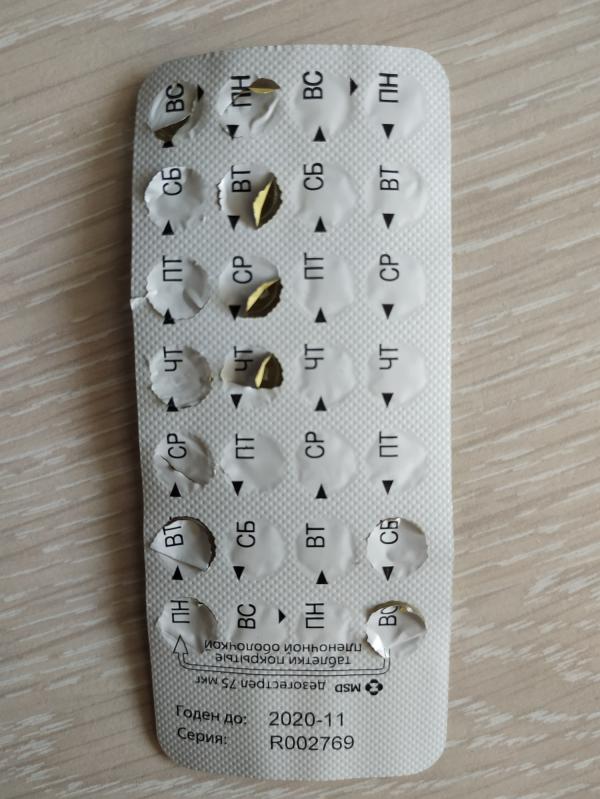 ВС ПН ВС ПН
СБ ВТ СБ ВТ
ПТ СР ПТ СР
ЧТ ЧТ ЧТ ЧТ
СР ПТ СР ПТ
ВТ СБ ВТ СБ
ПН ВС ПН ВС
таблетки покрытые
пленочной оболочкой
MSD дезогестрел 75 мкг
Годен до: 2020-11
Серия: R002769